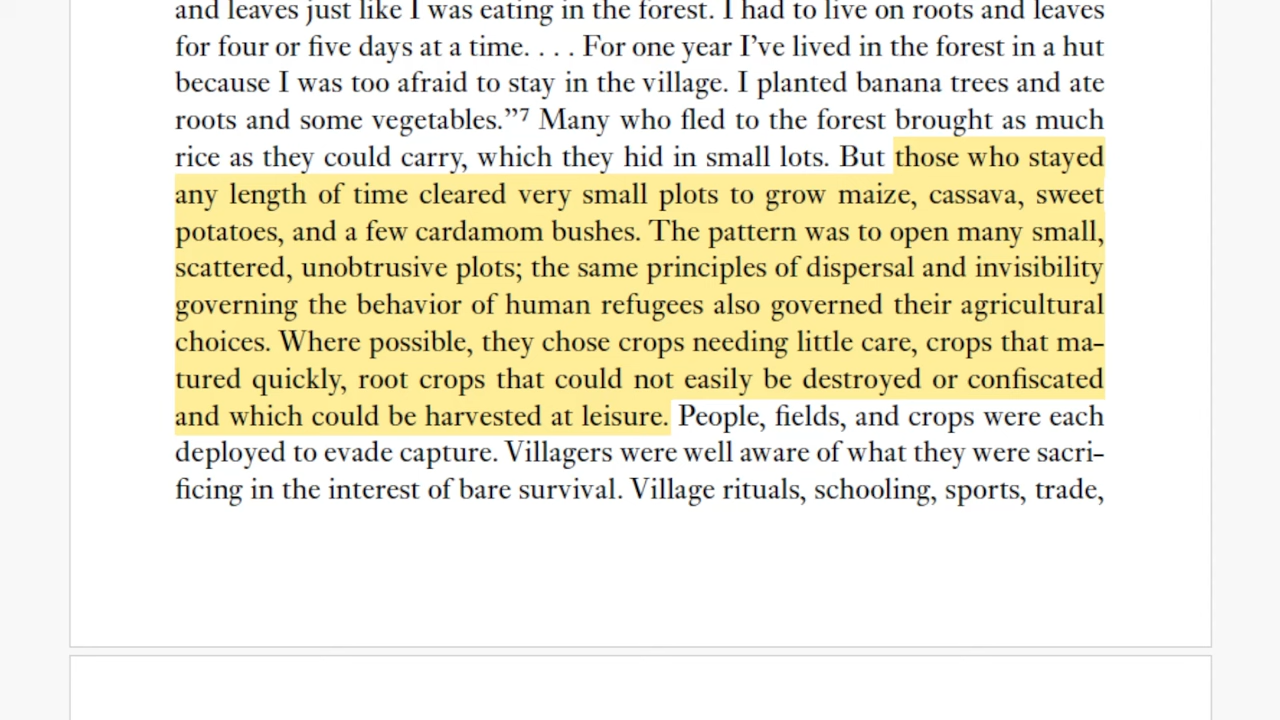 and leaves just like I was eating in the forest. I had to live on roots and leaves
for four or five days at a time. . . . For one year I’ve lived in the forest in a hut
because I was too afraid to stay in the village. I planted banana trees and ate
roots and some vegetables.”⁷ Many who fled to the forest brought as much
rice as they could carry, which they hid in small lots. But those who stayed
any length of time cleared very small plots to grow maize, cassava, sweet
potatoes, and a few cardamom bushes. The pattern was to open many small,
scattered, unobtrusive plots; the same principles of dispersal and invisibility
governing the behavior of human refugees also governed their agricultural
choices. Where possible, they chose crops needing little care, crops that ma-
tured quickly, root crops that could not easily be destroyed or confiscated
and which could be harvested at leisure. People, fields, and crops were each
deployed to evade capture. Villagers were well aware of what they were sacri-
ficing in the interest of bare survival. Village rituals, schooling, sports, trade,